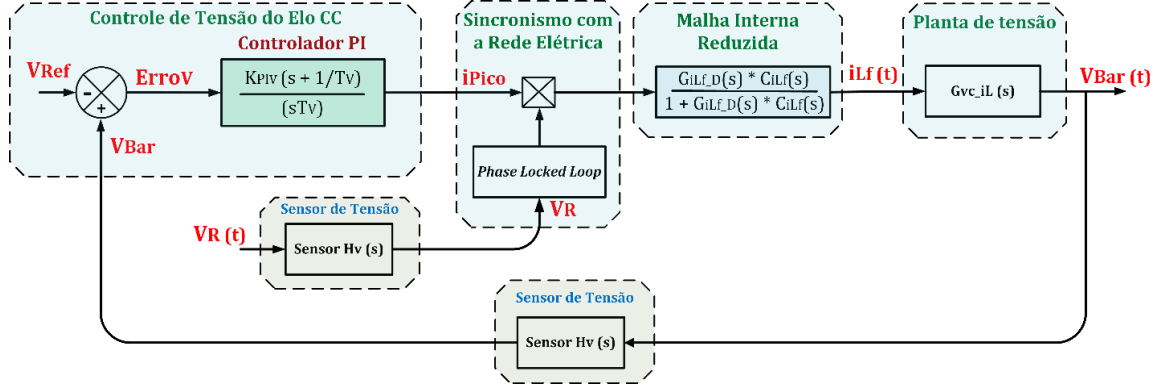 Controle de Tensão do Elo CC
Controlador PI
VRef
-
+
ErroV
KPIV (s + 1/TV)
(sTV)
VBar
Sincronismo com
a Rede Elétrica
iPico
Phase Locked Loop
VR
Malha Interna
Reduzida
GiLf_D(s) * CiLf(s)
1 + GiLf_D(s) * CiLf(s)
iLf (t)
Planta de tensão
Gvc_iL (s)
VBar (t)
Sensor de Tensão
VR (t)
Sensor Hv (s)
Sensor de Tensão
Sensor Hv (s)